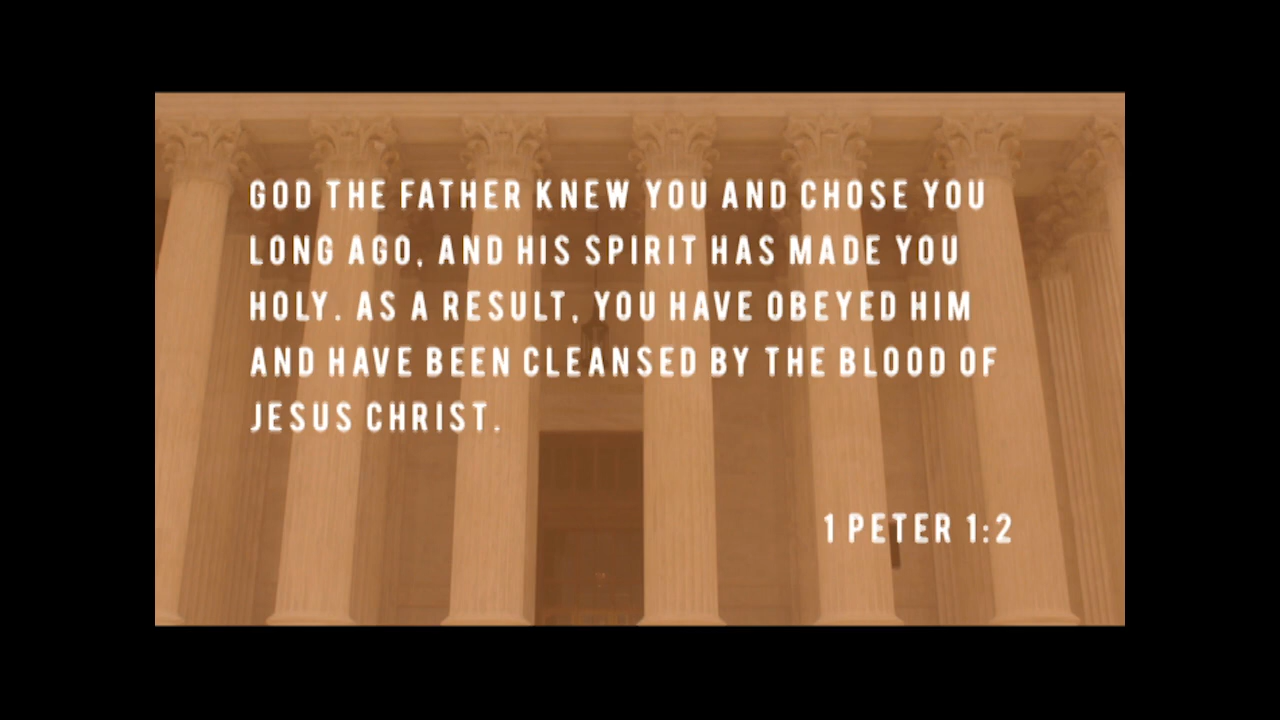 GOD THE FATHER KNEW YOU AND CHOSE YOU
LONG AGO, AND HIS SPIRIT HAS MADE YOU
HOLY. AS A RESULT, YOU HAVE OBEYED HIM
AND HAVE BEEN CLEANSED BY THE BLOOD OF
JESUS CHRIST.
1 PETER 1:2